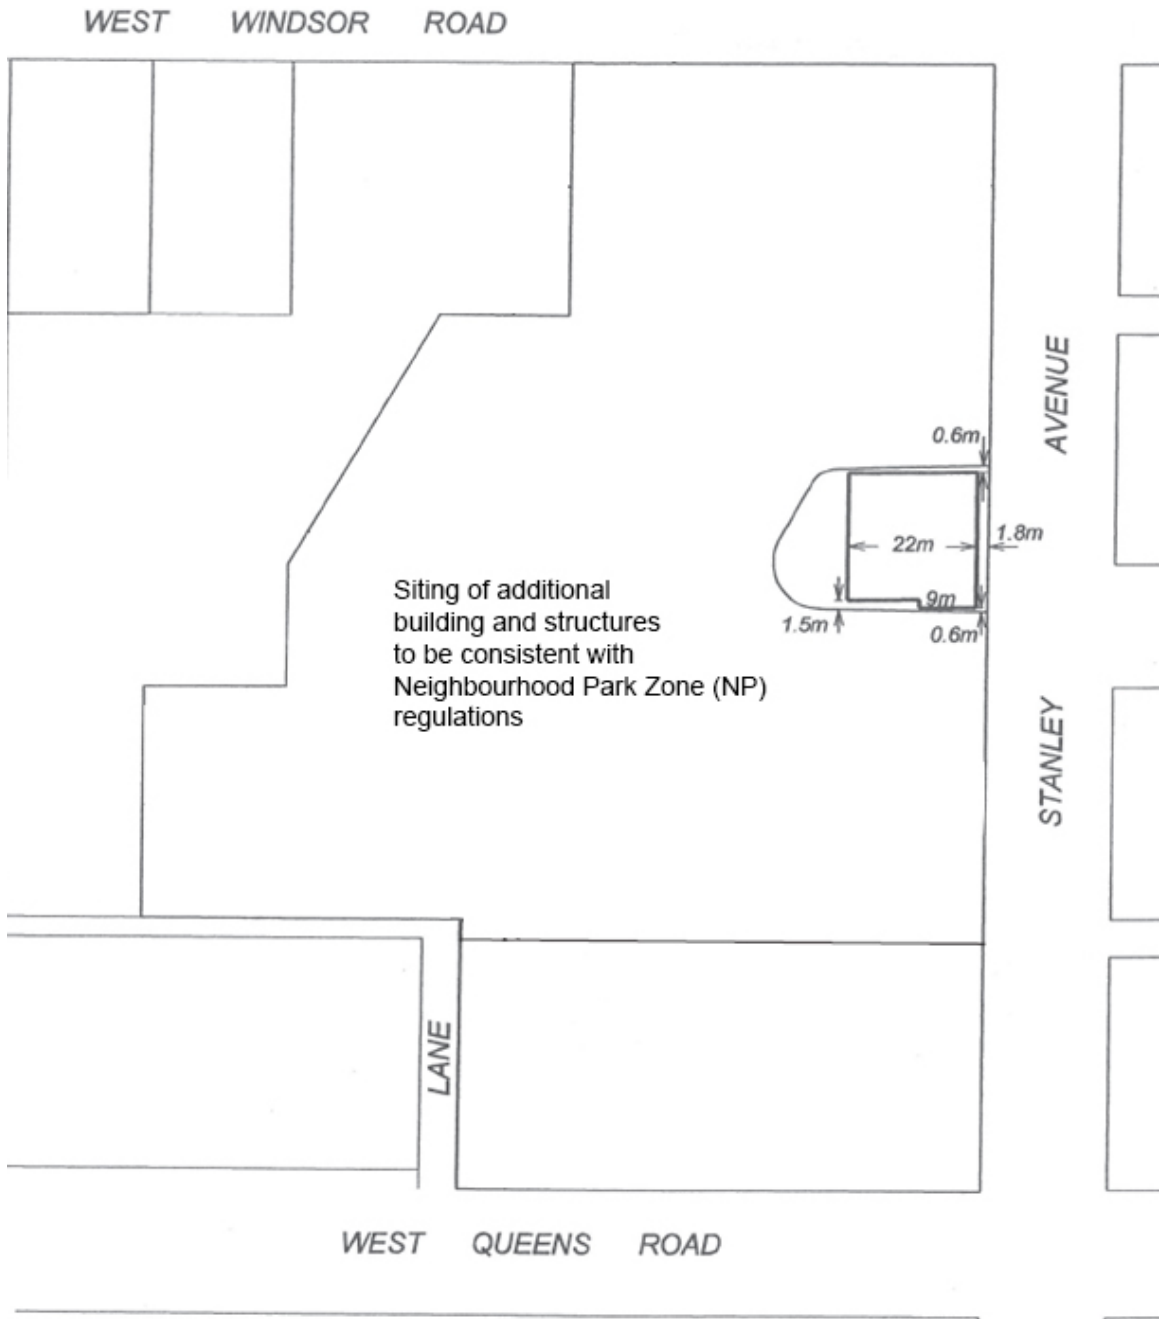 WEST WINDSOR ROAD
AVENUE
0.6m
22m
1.8m
9m
1.5m
0.6m
Siting of additional
building and structures
to be consistent with
Neighbourhood Park Zone (NP)
regulations
STANLEY
LANE
WEST QUEENS ROAD